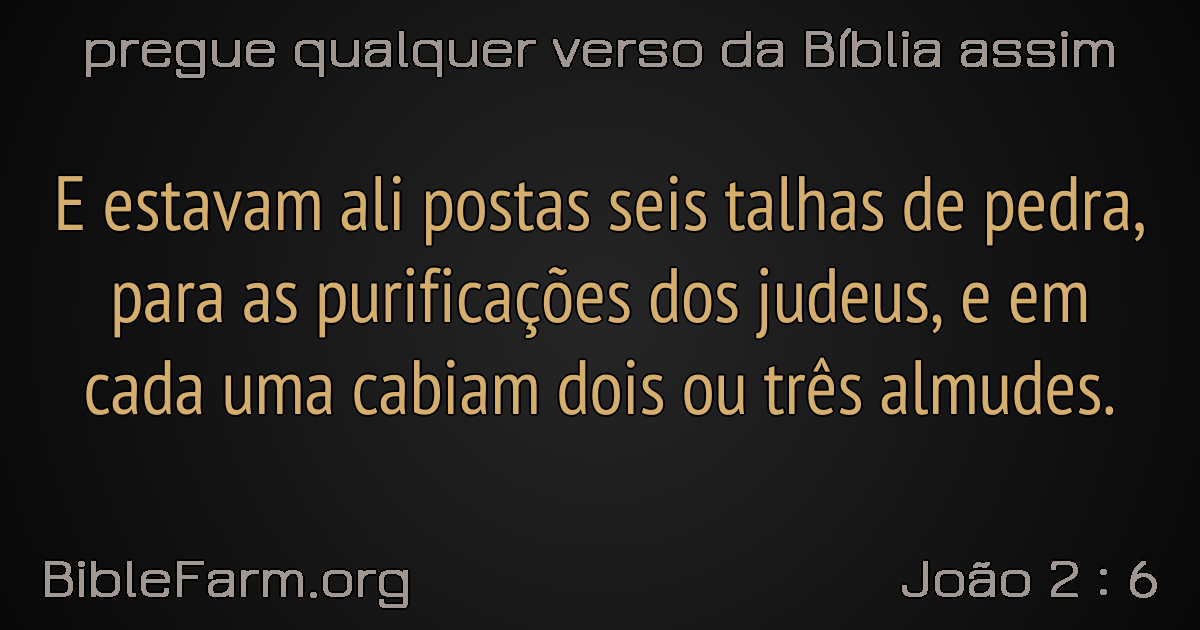 pregue qualquer verso da Bíblia assim
E estavam ali postas seis talhas de pedra,
para as purificações dos judeus, e em
cada uma cabiam dois ou três almudes.
BibleFarm.org
João 2 : 6